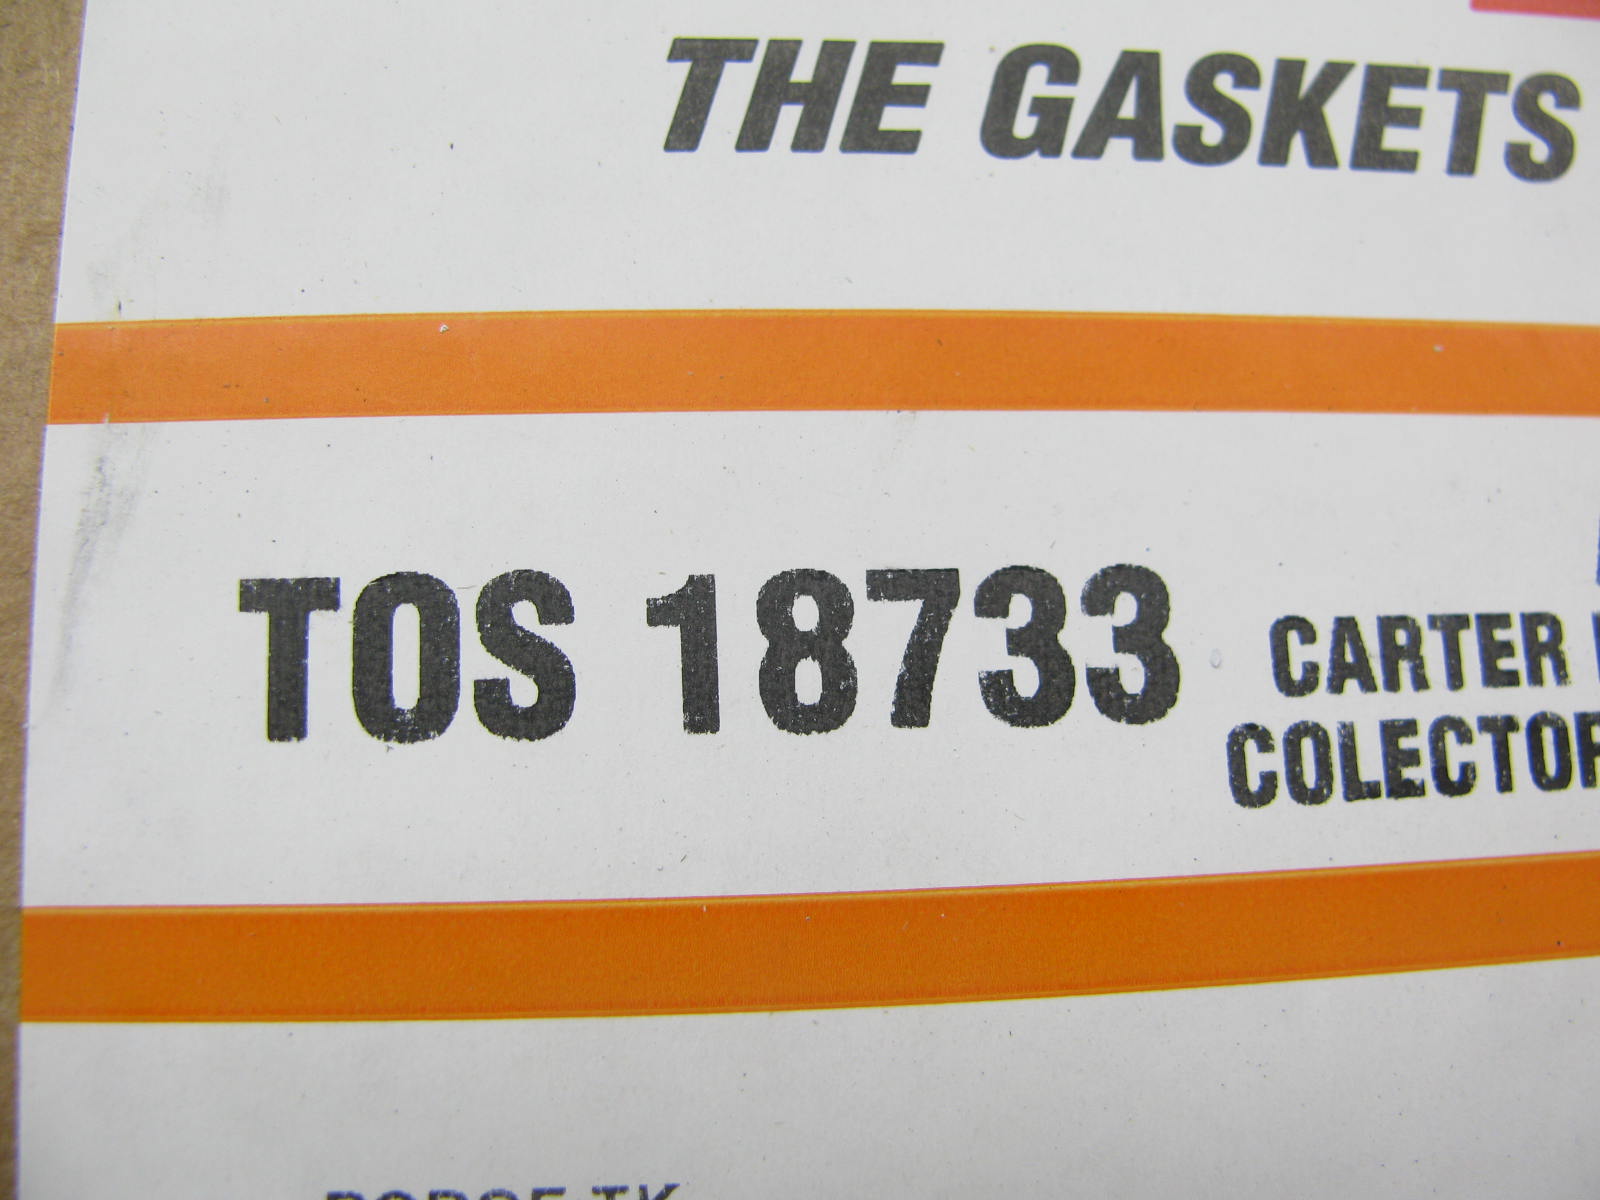 THE GASKETS
TOS 18733
CARTER
COLECTOR